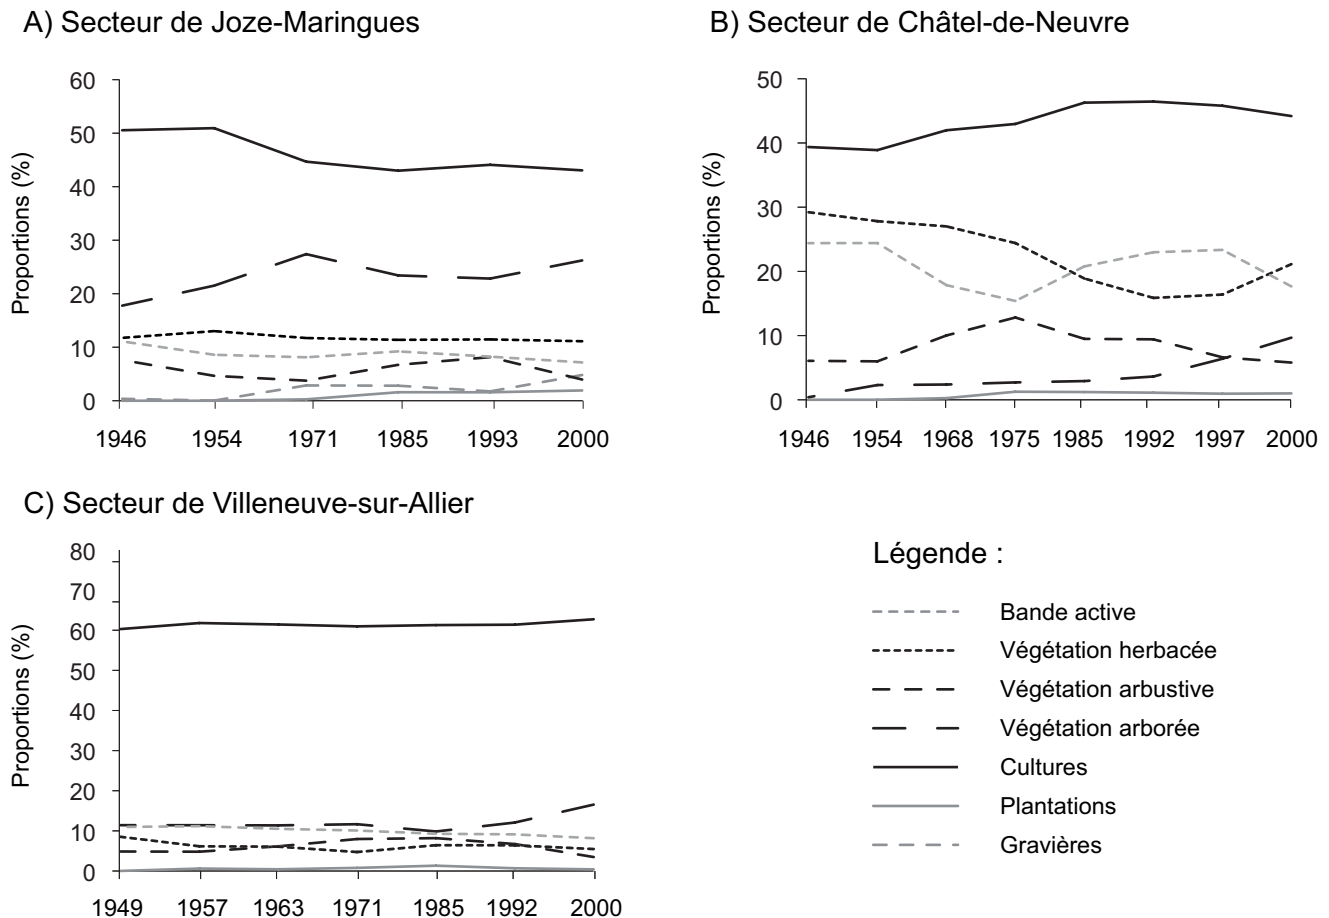 A) Secteur de Joze-Maringues
Proportions (%)
60
50
40
30
20
10
0
1946 1954 1971 1985 1993 2000
B) Secteur de Châtel-de-Neuvre
Proportions (%)
50
40
30
20
10
0
1946 1954 1968 1975 1985 1992 1997 2000
C) Secteur de Villeneuve-sur-Allier
Proportions (%)
80
70
60
50
40
30
20
10
0
1949 1957 1963 1971 1985 1992 2000
Légende :
Bande active
Végétation herbacée
Végétation arbustive
Végétation arborée
Cultures
Plantations
Gravières